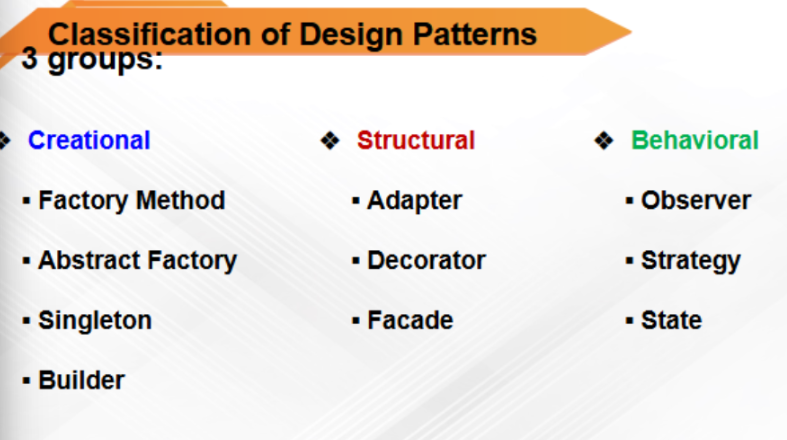 Classification of Design Patterns
3 groups:
❖ Creational
▪ Factory Method
▪ Abstract Factory
▪ Singleton
▪ Builder
❖ Structural
▪ Adapter
▪ Decorator
▪ Facade
❖ Behavioral
▪ Observer
▪ Strategy
▪ State